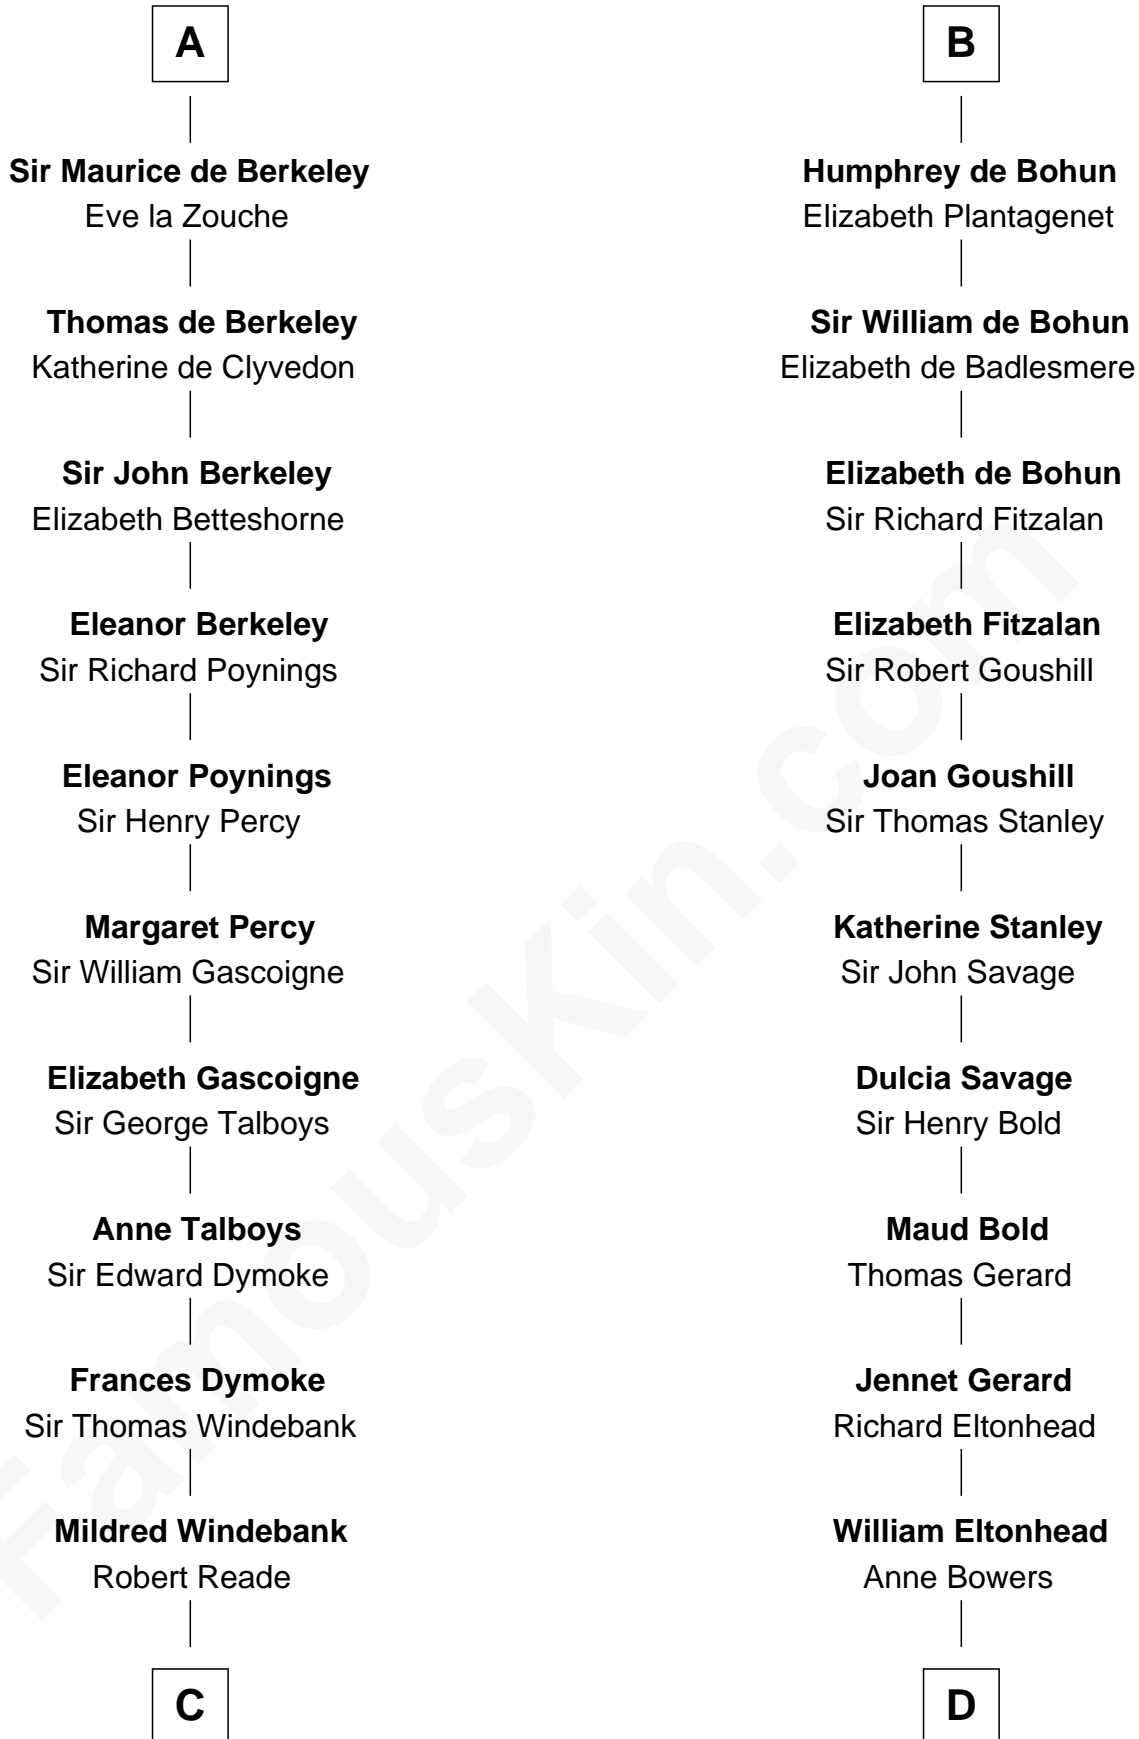 A
Sir Maurice de Berkeley
Eve la Zouche
Thomas de Berkeley
Katherine de Clyvedon
Sir John Berkeley
Elizabeth Betteshorne
Eleanor Berkeley
Sir Richard Poynings
Eleanor Poynings
Sir Henry Percy
Margaret Percy
Sir William Gascoigne
Elizabeth Gascoigne
Sir George Talboys
Anne Talboys
Sir Edward Dymoke
Frances Dymoke
Sir Thomas Windebank
Mildred Windebank
Robert Reade
C
B
Humphrey de Bohun
Elizabeth Plantagenet
Sir William de Bohun
Elizabeth de Badlesmere
Elizabeth de Bohun
Sir Richard Fitzalan
Elizabeth Fitzalan
Sir Robert Goushill
Joan Goushill
Sir Thomas Stanley
Katherine Stanley
Sir John Savage
Dulcia Savage
Sir Henry Bold
Maud Bold
Thomas Gerard
Jennet Gerard
Richard Eltonhead
William Eltonhead
Anne Bowers
D
FamousKin.com